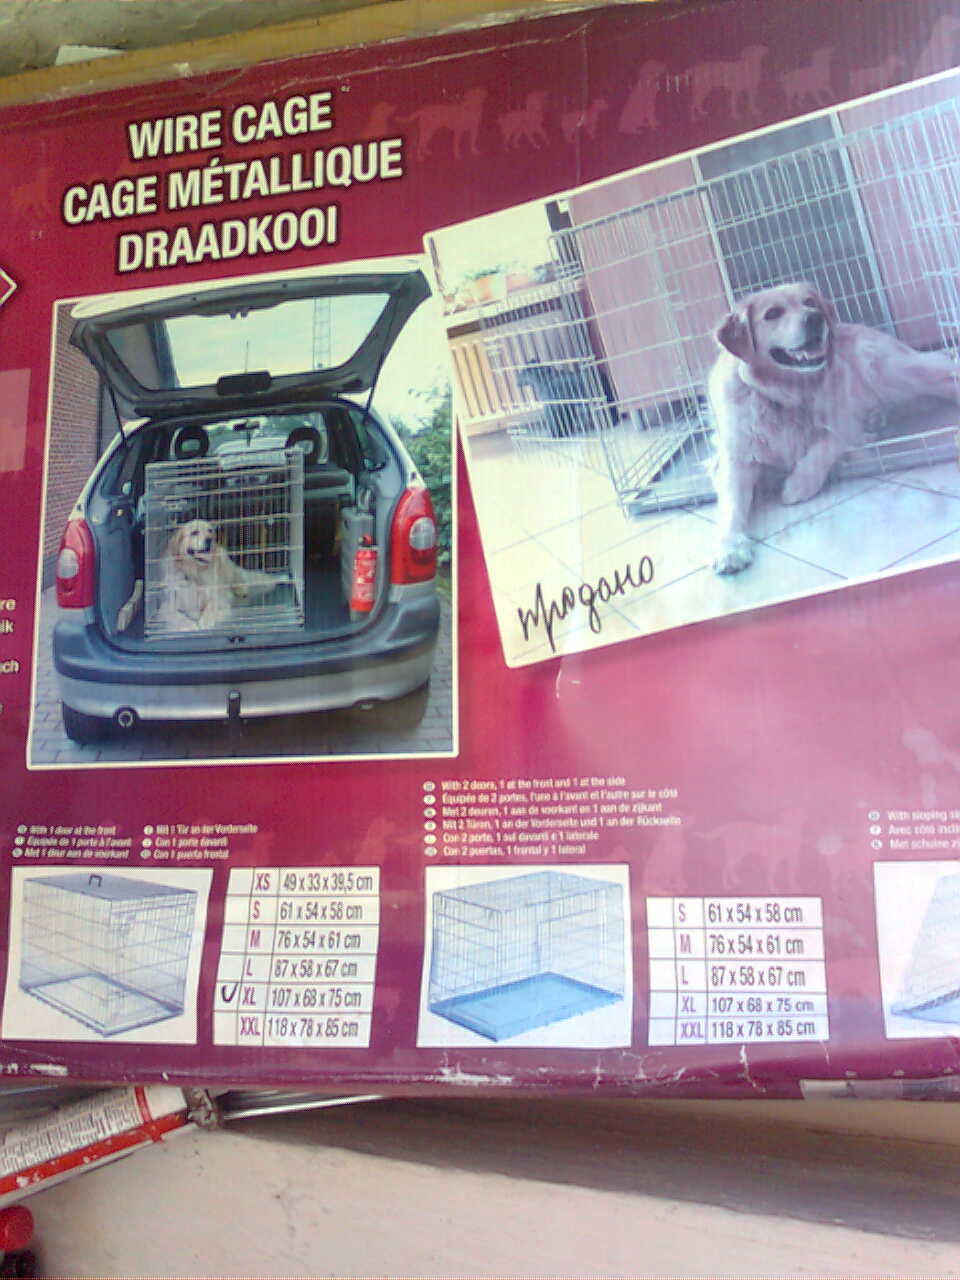 WIRE CAGE
CAGE MÉTALLIQUE
DRAADKOOI
продано
With 2 doors, 1 at the front and 1 at the side
Équipée de 2 portes, l'une à l'avant et l'autre sur le côté
Met 2 deuren, 1 aan de voorkant en 1 aan de zijkant
Mit 2 Türen, 1 an der Vorderseite und 1 an der Rückseite
Con 2 porte, 1 sul davanti e 1 laterale
Con 2 puertas, 1 frontal y 1 lateral
With 1 door at the front
Équipée de 1 porte à l'avant
Met 1 deur aan de voorkant
Mit 1 Tür an der Vorderseite
Con 1 porte davanti
Con 1 puerta frontal
XS 49 x 33 x 39,5 cm
S 61 x 54 x 58 cm
M 76 x 54 x 61 cm
L 87 x 58 x 67 cm
XL 107 x 68 x 75 cm
XXL 118 x 78 x 85 cm
S 61 x 54 x 58 cm
M 76 x 54 x 61 cm
L 87 x 58 x 67 cm
XL 107 x 68 x 75 cm
XXL 118 x 78 x 85 cm
With sloping
Avec côté
Met schuine